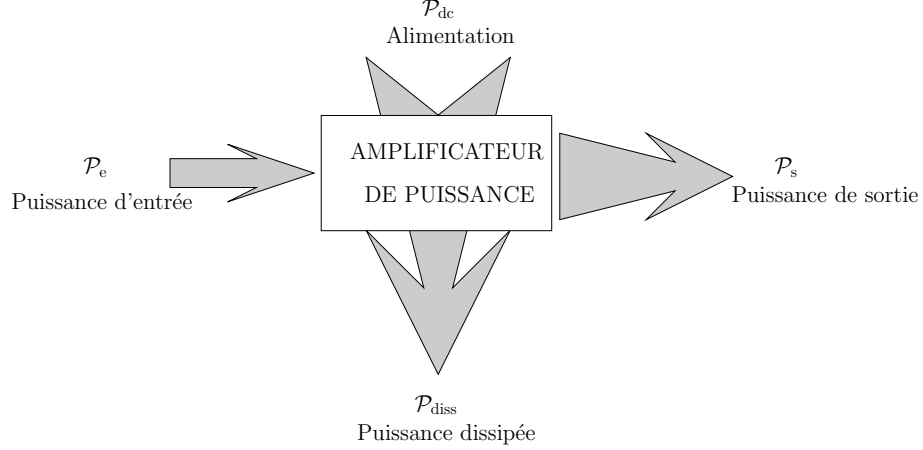 𝒫dc
Alimentation
AMPLIFICATEUR
DE PUISSANCE
𝒫e
Puissance d'entrée
𝒫s
Puissance de sortie
𝒫diss
Puissance dissipée